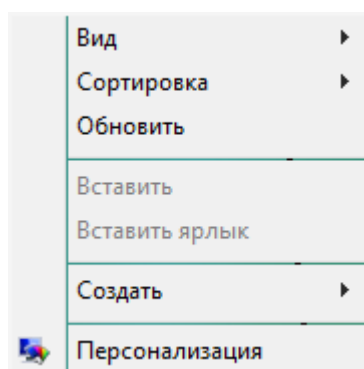 Вид
Сортировка
Обновить
Вставить
Вставить ярлык
Создать
Персонализация